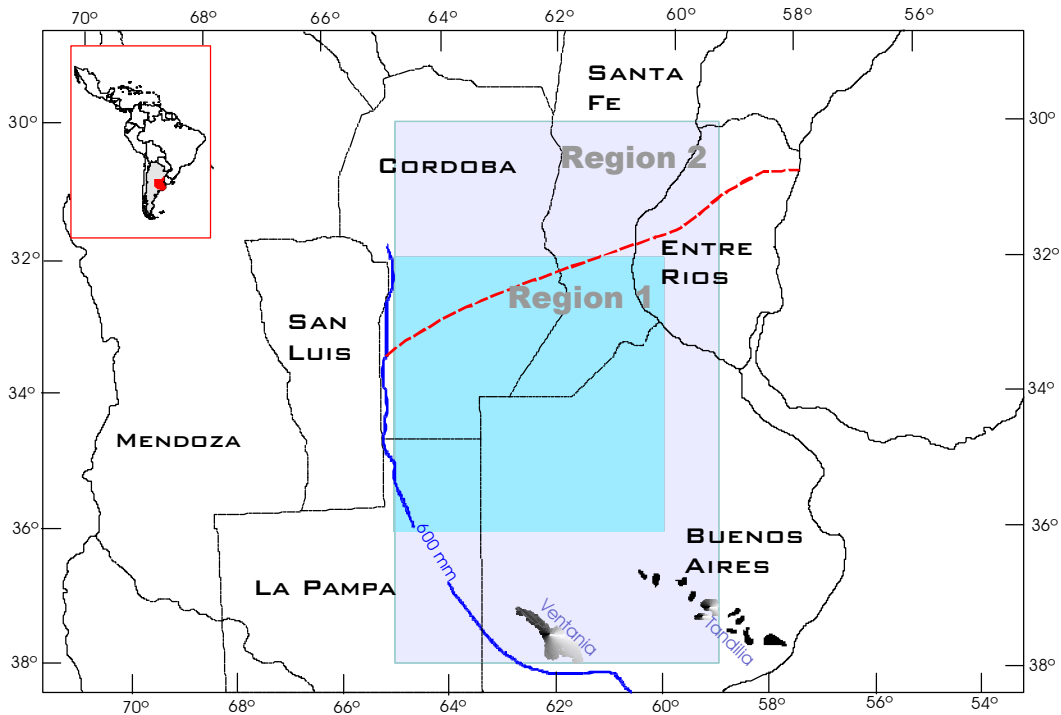 70° 68° 66° 64° 62° 60° 58° 56°
SANTA
FE
30° 30°
CORDOBA
Region 2
32° 32°
ENTRE
RIOS
Region 1
SAN
LUIS
34° 34°
MENDOZA
36° 36°
600 mm
BUENOS
AIRES
LA PAMPA
Ventania
Tandilia
38° 38°
70° 68° 66° 64° 62° 60° 58° 56° 54°